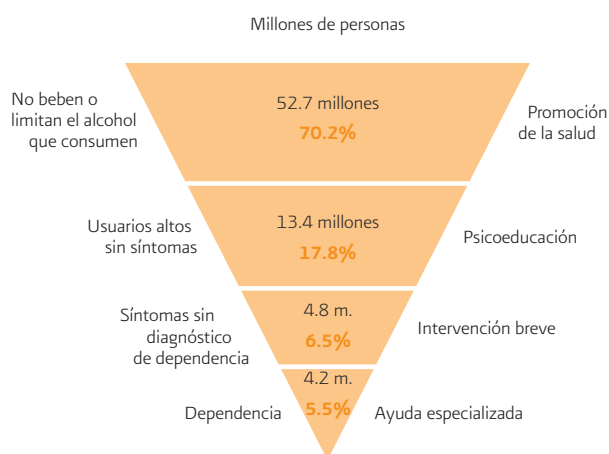 Millones de personas
No beben o
limitan el alcohol
que consumen
52.7 millones
70.2%
Promoción
de la salud
Usuarios altos
sin síntomas
13.4 millones
17.8%
Psicoeducación
Síntomas sin
diagnóstico
de dependencia
4.8 m.
6.5%
Intervención breve
Dependencia
4.2 m.
5.5%
Ayuda especializada